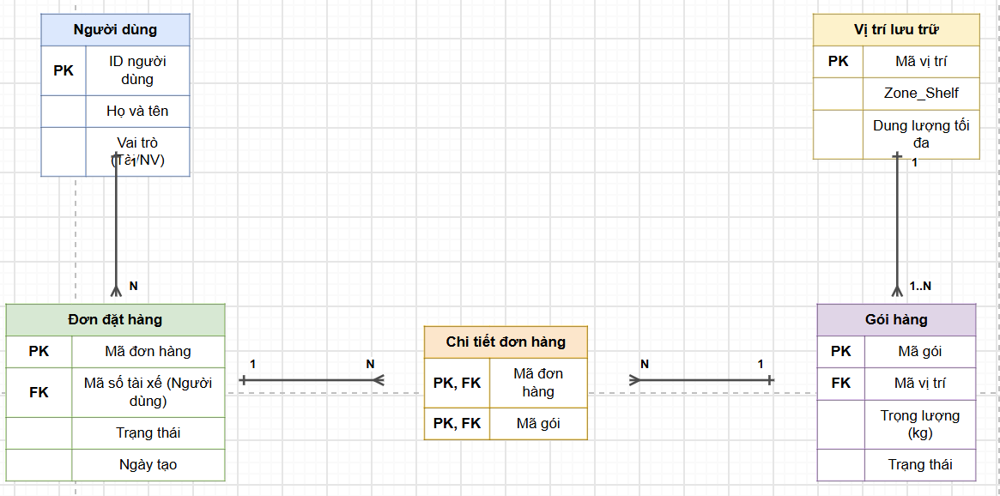 Người dùng
PK ID người
dùng
Họ và tên
Vai trò
(Tài/NV)
1
N
Vị trí lưu trữ
PK Mã vị trí
Zone_Shelf
Dung lượng tối
đa
1
1..N
Đơn đặt hàng
PK Mã đơn hàng
FK Mã số tài xế (Người
dùng)
Trạng thái
Ngày tạo
1 N
Chi tiết đơn hàng
PK, FK Mã đơn
hàng
PK, FK Mã gói
N 1
Gói hàng
PK Mã gói
FK Mã vị trí
Trọng lượng
(kg)
Trạng thái